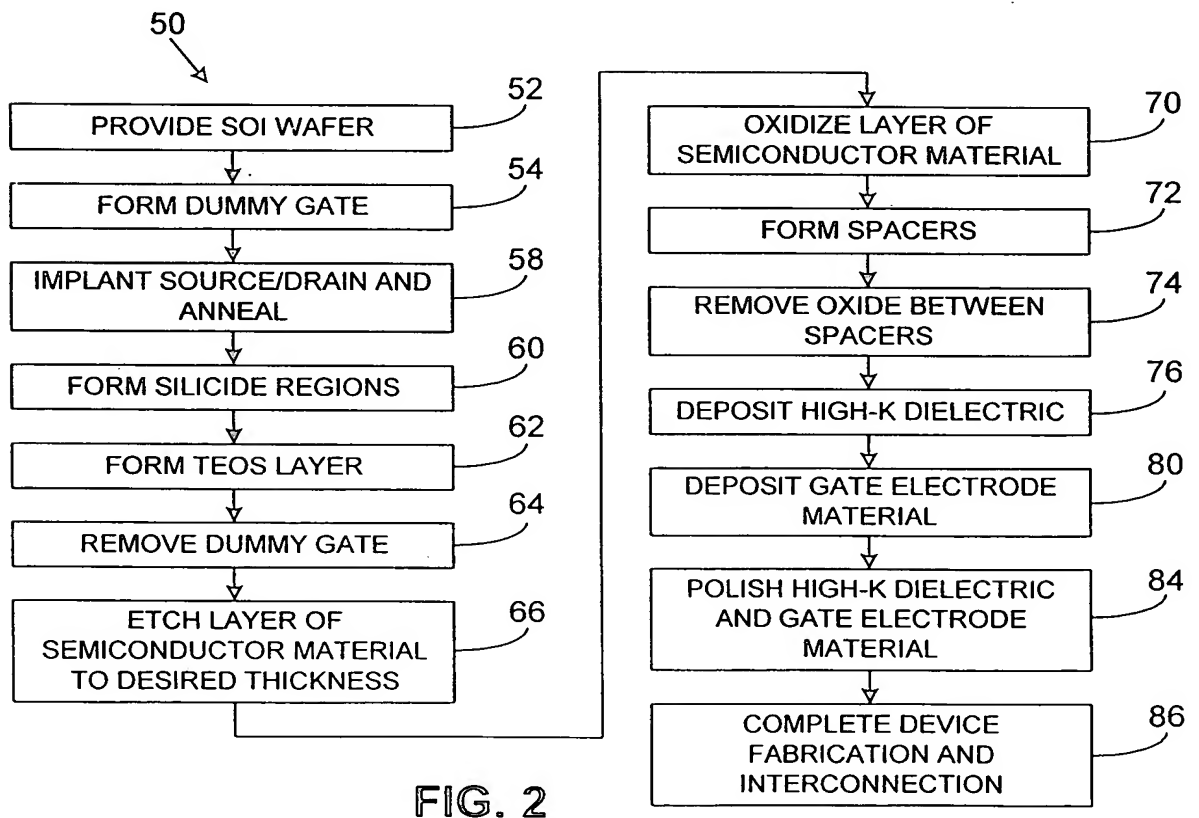 50
PROVIDE SOI WAFER
52
FORM DUMMY GATE
54
IMPLANT SOURCE/DRAIN AND
ANNEAL
58
FORM SILICIDE REGIONS
60
FORM TEOS LAYER
62
REMOVE DUMMY GATE
64
ETCH LAYER OF
SEMICONDUCTOR MATERIAL
TO DESIRED THICKNESS
66
OXIDIZE LAYER OF
SEMICONDUCTOR MATERIAL
70
FORM SPACERS
72
REMOVE OXIDE BETWEEN
SPACERS
74
DEPOSIT HIGH-K DIELECTRIC
76
DEPOSIT GATE ELECTRODE
MATERIAL
80
POLISH HIGH-K DIELECTRIC
AND GATE ELECTRODE
MATERIAL
84
COMPLETE DEVICE
FABRICATION AND
INTERCONNECTION
86
FIG. 2